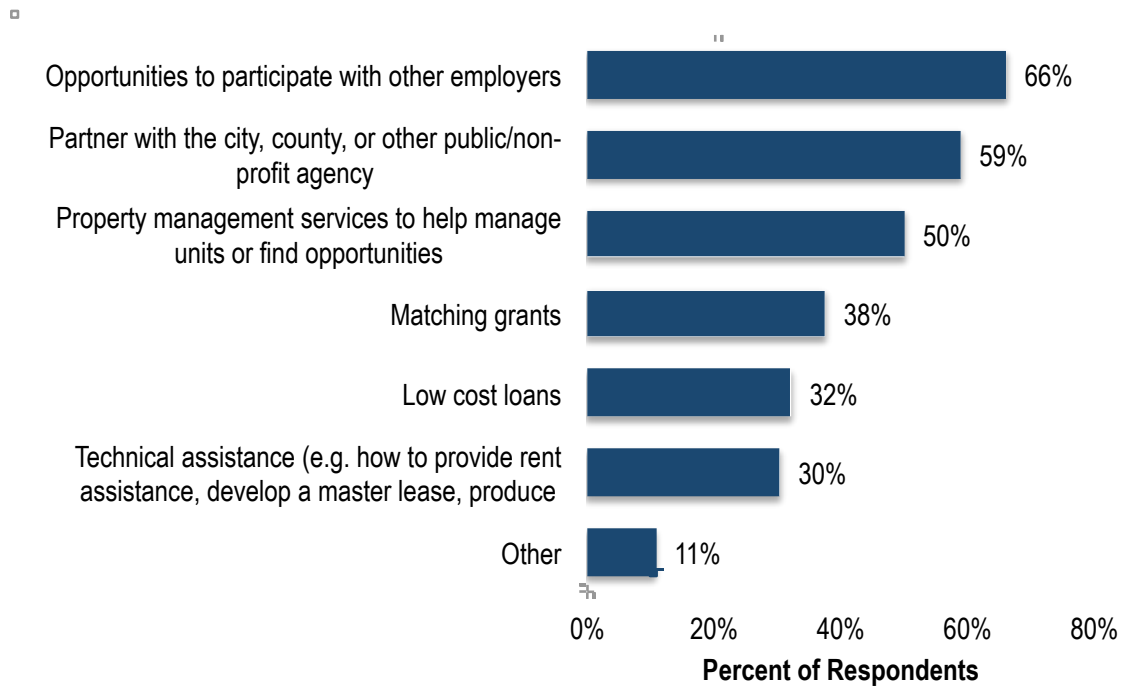 Opportunities to participate with other employers
66%
Partner with the city, county, or other public/non-
profit agency
59%
Property management services to help manage
units or find opportunities
50%
Matching grants
38%
Low cost loans
32%
Technical assistance (e.g. how to provide rent
assistance, develop a master lease, produce
30%
Other
11%
0% 20% 40% 60% 80%
Percent of Respondents